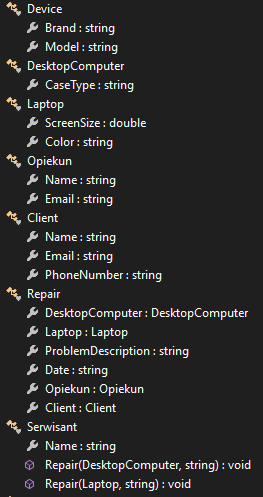 Device
Brand : string
Model : string
DesktopComputer
CaseType : string
Laptop
ScreenSize : double
Color : string
Opiekun
Name : string
Email : string
Client
Name : string
Email : string
PhoneNumber : string
Repair
DesktopComputer : DesktopComputer
Laptop : Laptop
ProblemDescription : string
Date : string
Opiekun : Opiekun
Client : Client
Serwisant
Name : string
Repair(DesktopComputer, string) : void
Repair(Laptop, string) : void